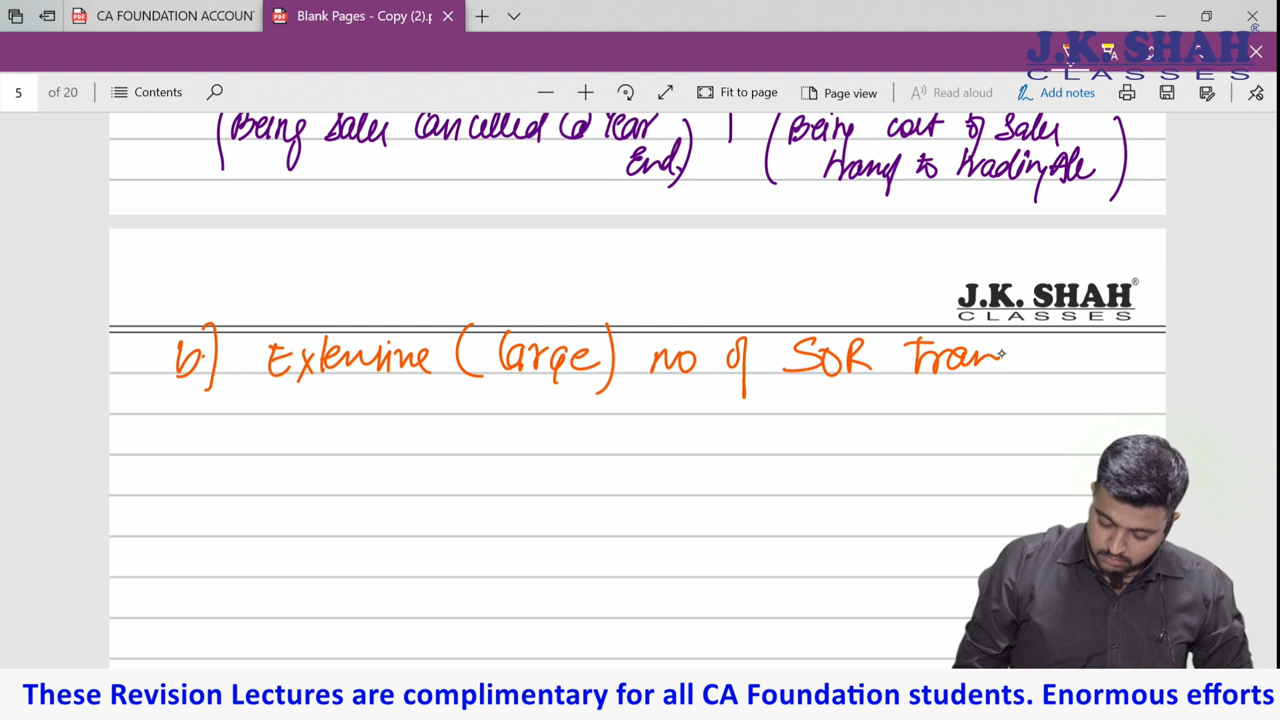 CA FOUNDATION ACCOUN
Blank Pages - Copy (2).p
J.K. SHAH®
CLASSES
5 of 20
Contents
Fit to page
Page view
Read aloud
Add notes
(Being Sales Cancelled @ Year End)
(Being cost of Sales transf to Trading A/c)
J.K. SHAH®
CLASSES
b) Extensive (Large) no of SOR Tran
These Revision Lectures are complimentary for all CA Foundation students. Enormous efforts